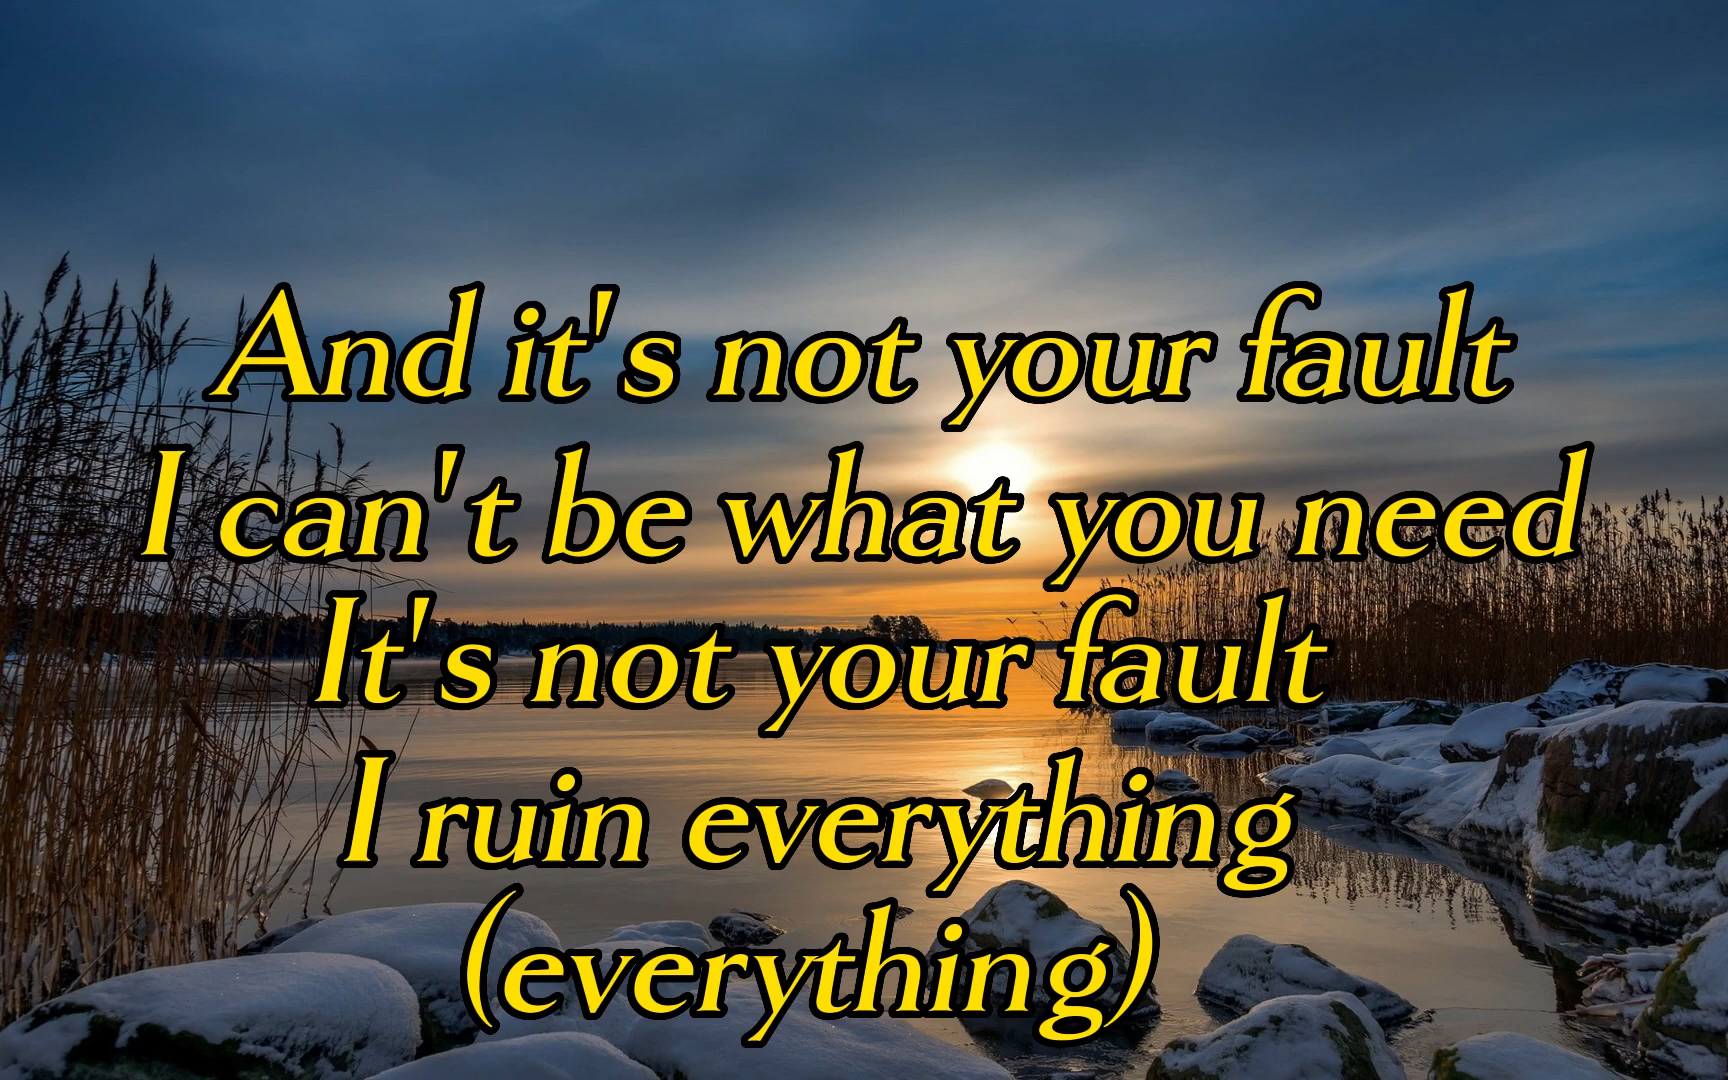 And it's not your fault
I can't be what you need
It's not your fault
I ruin everything
(everything)